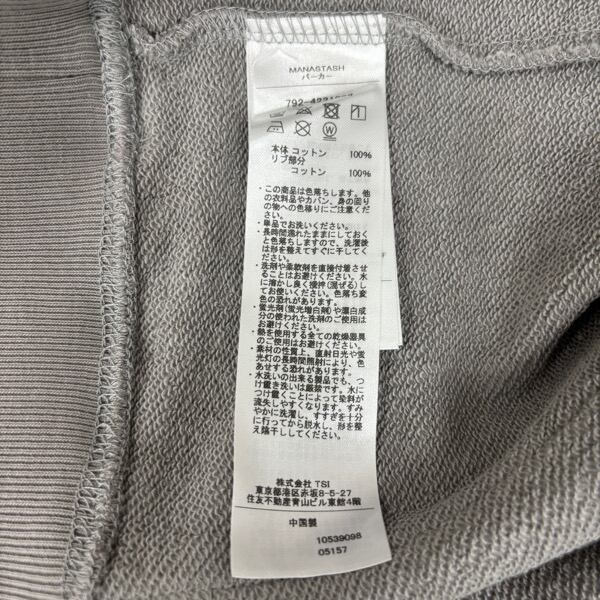 MANASTASH
パーカー
本体 コットン 100%
リブ部分
コットン 100%
・この商品は色落ちします。他
の衣料品やカバン、身の回り
の物への色移りにご注意くだ
さい。
・単品でお洗いください。
・長時間濡れたままにしておく
と色落ちしますので、洗濯後
は形を整えてすぐに干してく
ださい。
・洗剤や柔軟剤を直接付着させ
ることはお避けください。水
に溶かし良く攪拌(混ぜる)し
てお使いください。色落ち変
色の恐れがあります。
・蛍光剤(蛍光増白剤)や漂白成
分の使われた洗剤のご使用は
お避けください。
・熱を使用する全ての乾燥器具
のご使用はお避けください。
・素材の性質上、直射日光や蛍
光灯の長時間照射により、色
あせする恐れがあります。
・水洗いの出来る製品でも、つ
け置き洗いは厳禁です。水に
つけ置くことによって染料が
流失しやすくなります。すみ
やかに洗濯し、すすぎを十分
に行ってから脱水し、形を整
え陰干ししてください。
株式会社 TSI
東京都港区赤坂8-5-27
住友不動産青山ビル東館4階
中国製
10539098
05157